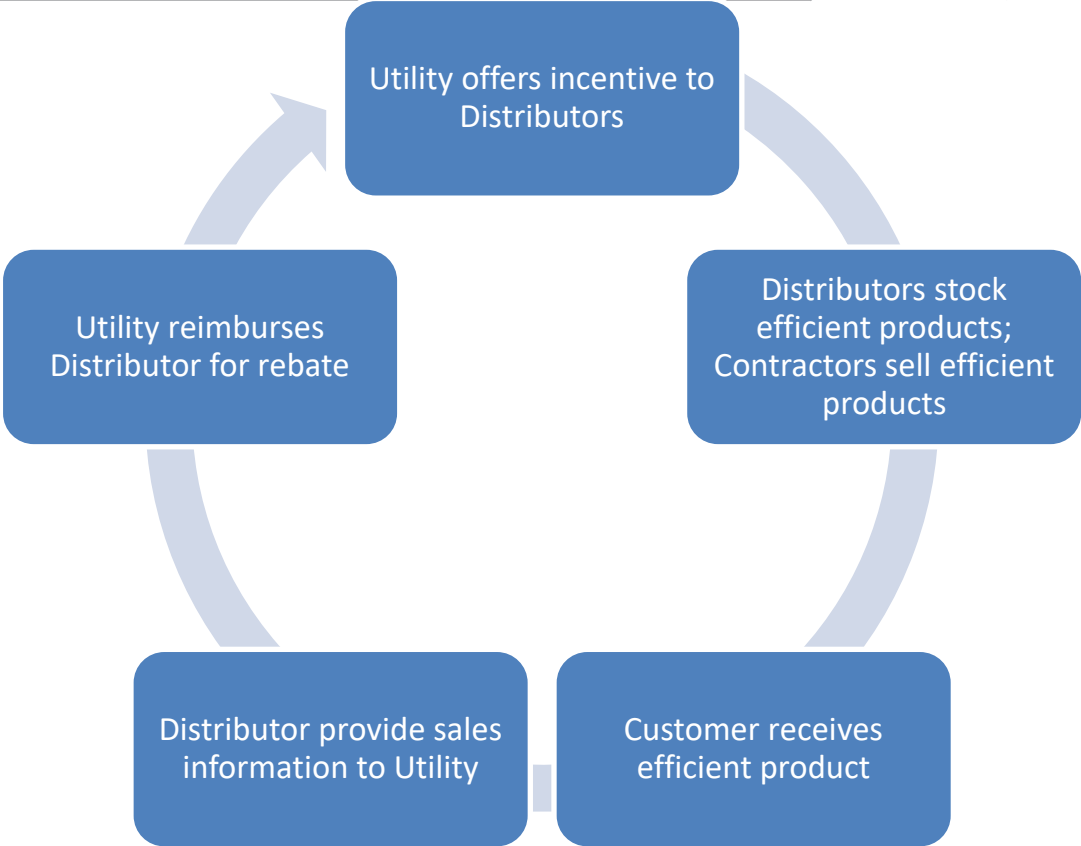 Utility offers incentive to
Distributors
Distributors stock
efficient products;
Contractors sell efficient
products
Customer receives
efficient product
Distributor provide sales
information to Utility
Utility reimburses
Distributor for rebate